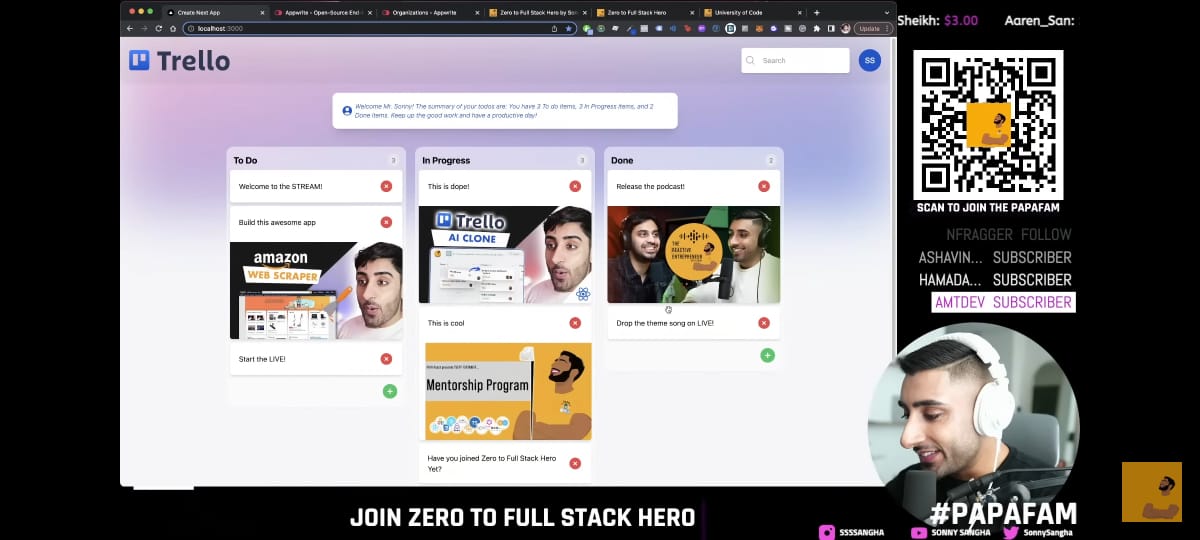 Create Next App
Appwrite - Open-Source End-
Organizations - Appwrite
Zero to Full Stack Hero by Son
Zero to Full Stack Hero
University of Code
localhost:3000
Update
Trello
Search
SS
Welcome Mr. Sonny! The summary of your todos are: You have 3 To do items, 3 In Progress items, and 2
Done items. Keep up the good work and have a productive day!
To Do
3
Welcome to the STREAM!
Build this awesome app
amazon
WEB SCRAPER
Start the LIVE!
In Progress
3
This is dope!
Trello
AI CLONE
This is cool
Mentorship Program
Have you joined Zero to Full Stack Hero
Yet?
Done
2
Release the podcast!
THE
REACTIVE
ENTREPRENEUR
Drop the theme song on LIVE!
Sheikh: $3.00 Aaren_San:
SCAN TO JOIN THE PAPAFAM
NFRAGGER FOLLOW
ASHAVIN... SUBSCRIBER
HAMADA... SUBSCRIBER
AMTDEV SUBSCRIBER
JOIN ZERO TO FULL STACK HERO
#PAPAFAM
SSSSANGHA
SONNY SANGHA
SonnySangha